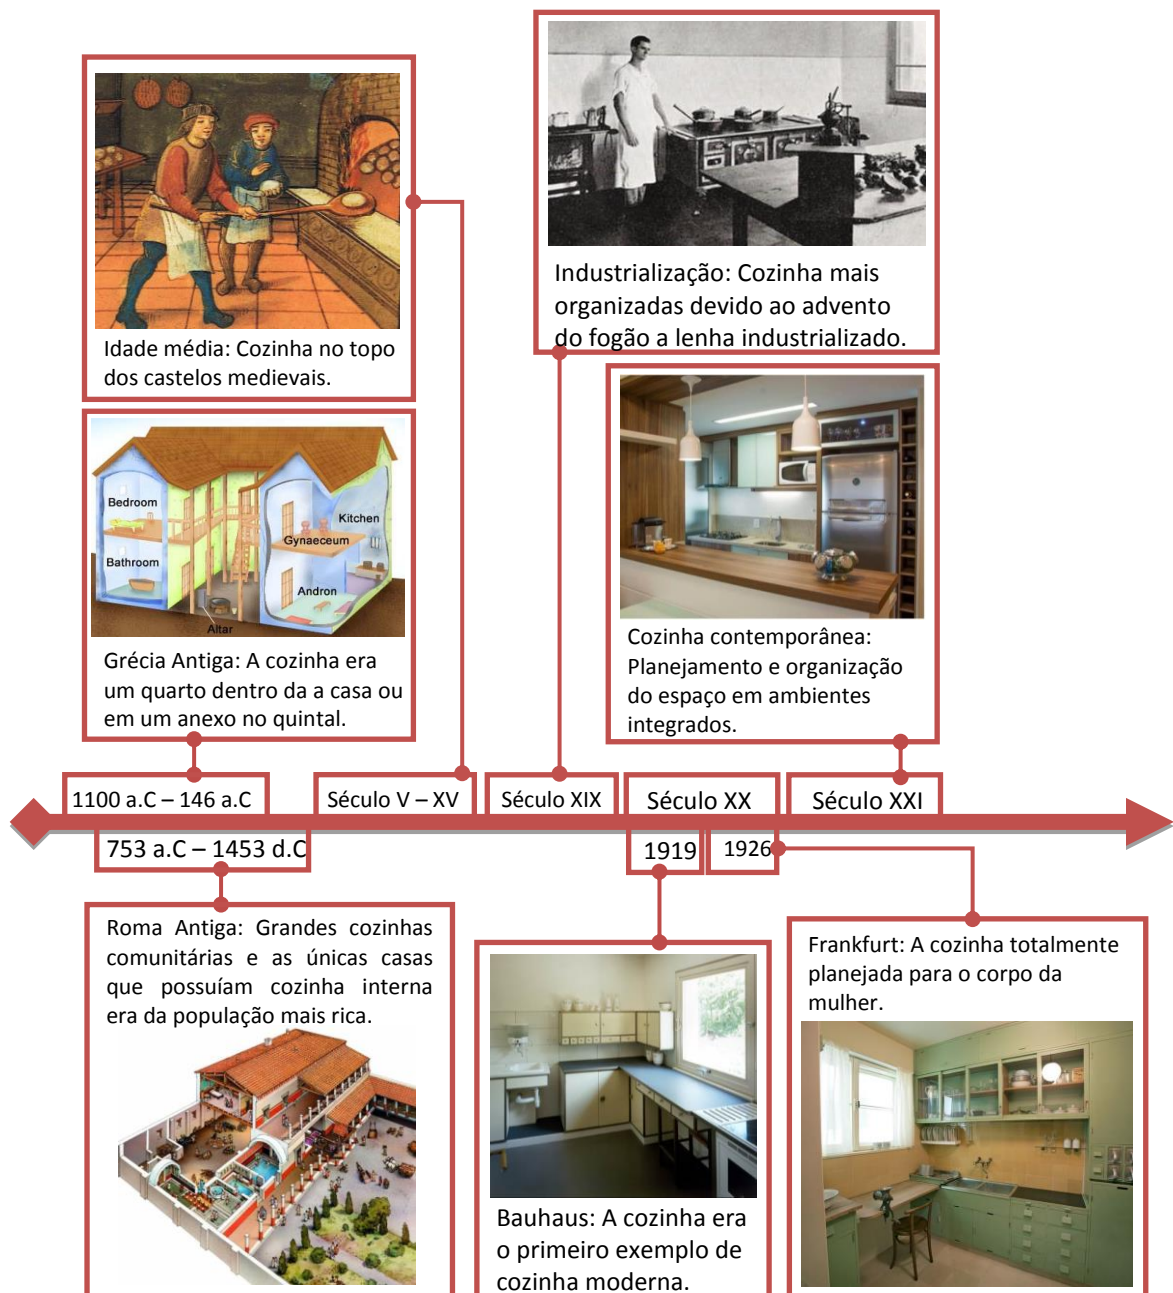 Idade média: Cozinha no topo
dos castelos medievais.
Industrialização: Cozinha mais
organizadas devido ao advento
do fogão a lenha industrializado.
Bedroom
Bathroom
Kitchen
Gynaeceum
Andron
Altar
Grécia Antiga: A cozinha era
um quarto dentro da a casa ou
em um anexo no quintal.
Cozinha contemporânea:
Planejamento e organização
do espaço em ambientes
integrados.
1100 a.C – 146 a.C
Século V – XV
Século XIX
Século XX
Século XXI
753 a.C – 1453 d.C
1919
1926
Roma Antiga: Grandes cozinhas
comunitárias e as únicas casas
que possuíam cozinha interna
era da população mais rica.
Bauhaus: A cozinha era
o primeiro exemplo de
cozinha moderna.
Frankfurt: A cozinha totalmente
planejada para o corpo da
mulher.